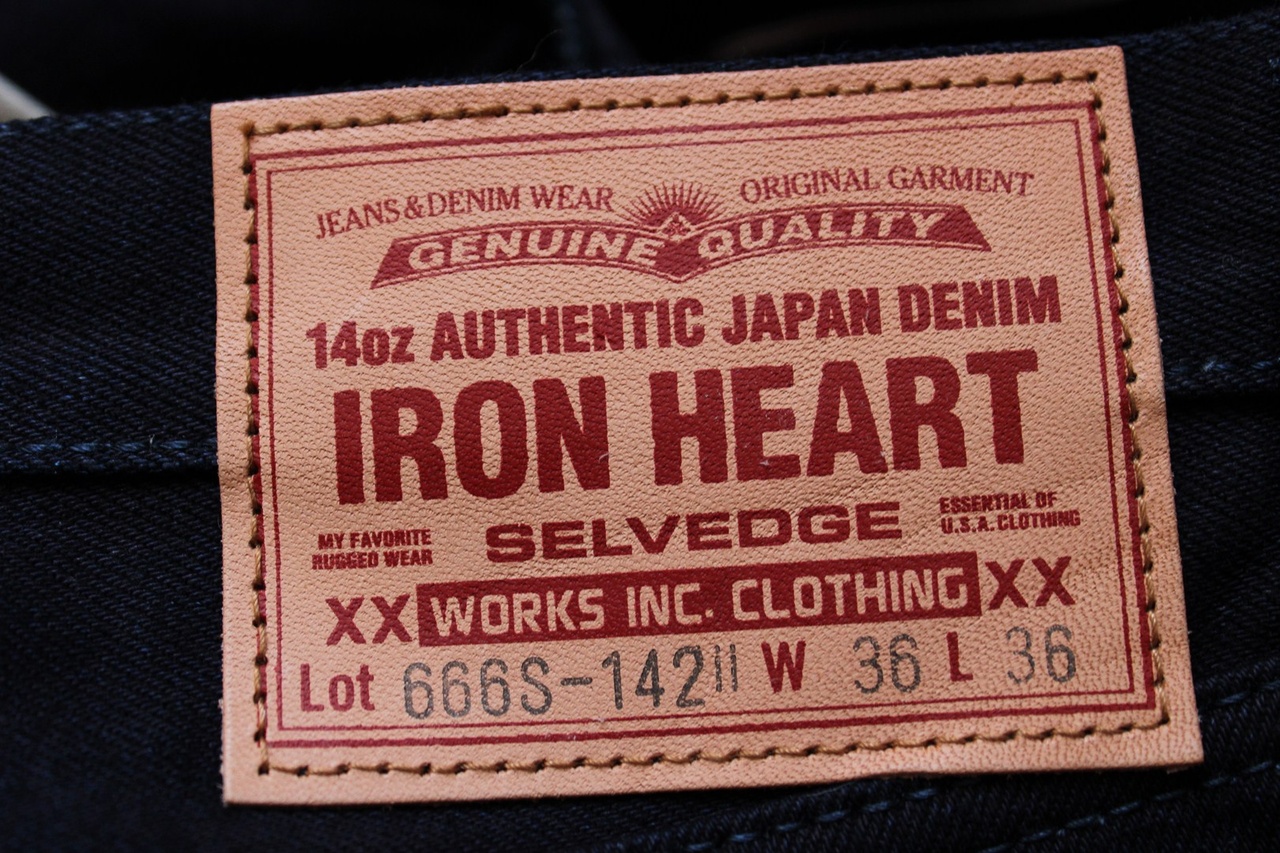 JEANS & DENIM WEAR ORIGINAL GARMENT
GENUINE QUALITY
14oz AUTHENTIC JAPAN DENIM
IRON HEART
MY FAVORITE
RUGGED WEAR
SELVEDGE
ESSENTIAL OF
U.S.A. CLOTHING
XX WORKS INC. CLOTHING XX
Lot 666S-142II W 36 L 36